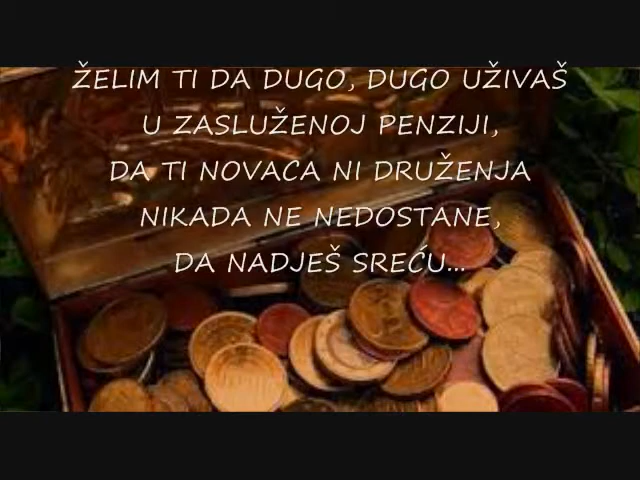 ŽELIM TI DA DUGO, DUGO UŽIVAŠ
U ZASLUŽENOJ PENZIJI,
DA TI NOVACA NI DRUŽENJA
NIKADA NE NEDOSTANE,
DA NADJEŠ SREĆU...